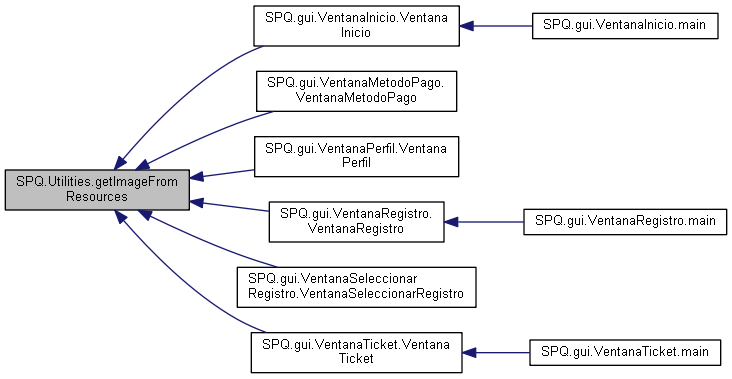 SPQ.gui.VentanaInicio.Ventana
Inicio
SPQ.gui.VentanaInicio.main
SPQ.gui.VentanaMetodoPago.
VentanaMetodoPago
SPQ.gui.VentanaPerfil.Ventana
Perfil
SPQ.Utilities.getImageFrom
Resources
SPQ.gui.VentanaRegistro.
VentanaRegistro
SPQ.gui.VentanaRegistro.main
SPQ.gui.VentanaSeleccionar
Registro.VentanaSeleccionarRegistro
SPQ.gui.VentanaTicket.Ventana
Ticket
SPQ.gui.VentanaTicket.main